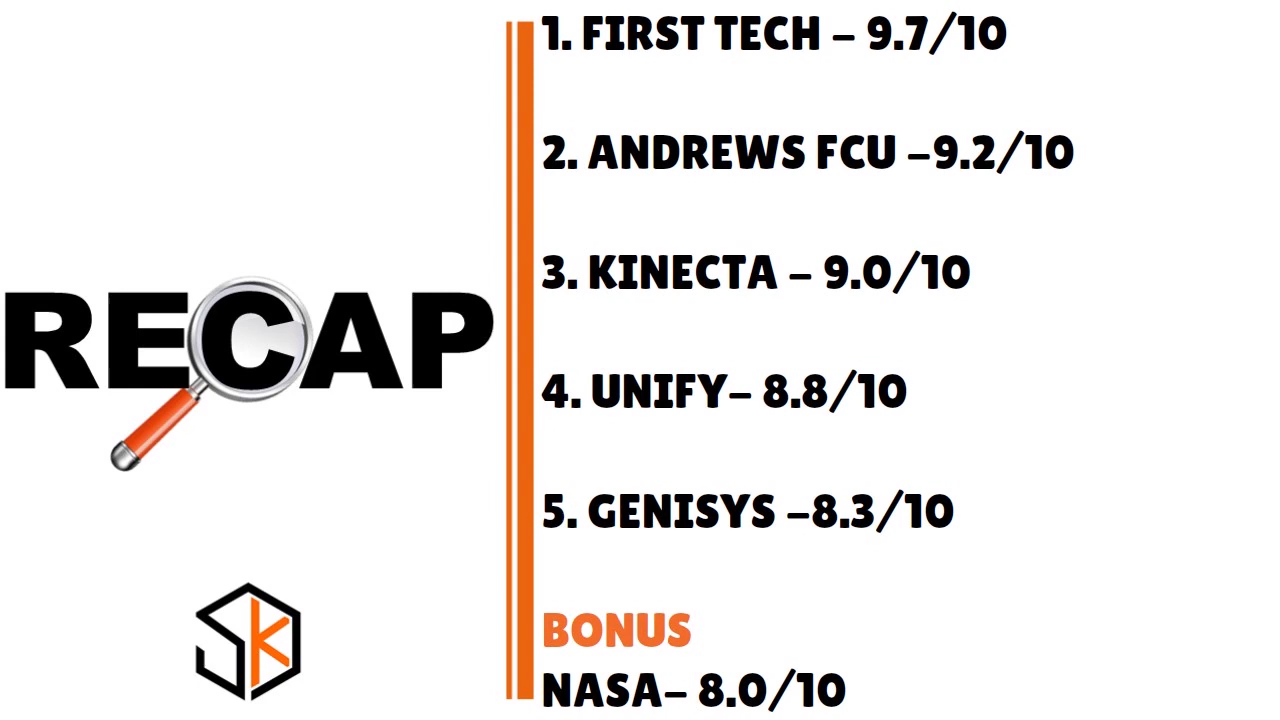 RECAP
1. FIRST TECH – 9.7/10
2. ANDREWS FCU –9.2/10
3. KINECTA – 9.0/10
4. UNIFY– 8.8/10
5. GENISYS –8.3/10
BONUS
NASA– 8.0/10
SK